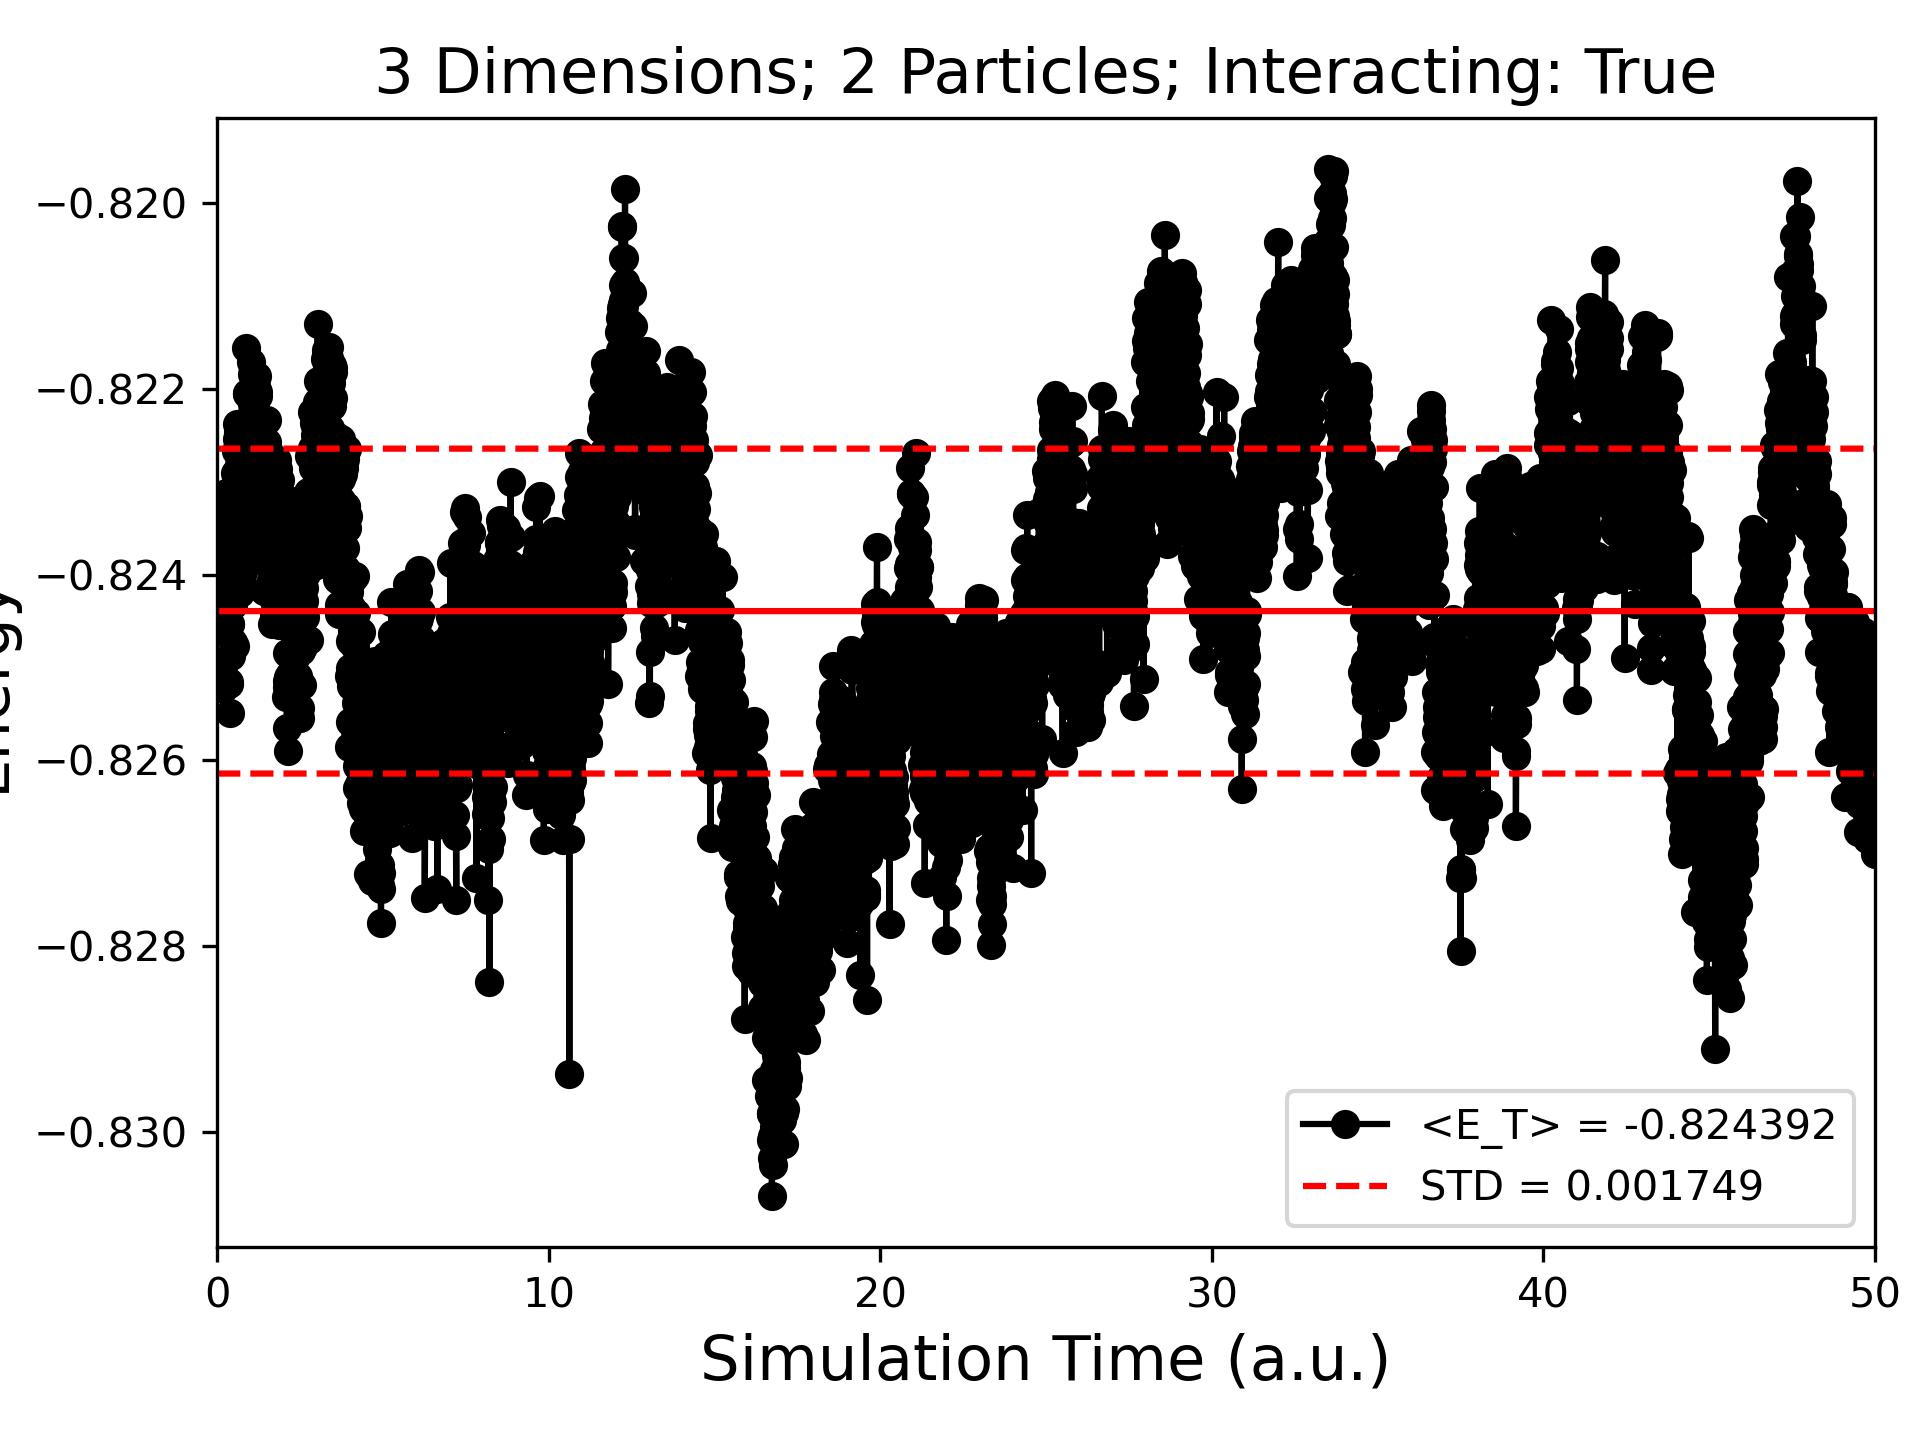 3 Dimensions; 2 Particles; Interacting: True
−0.820
−0.822
−0.824
−0.826
−0.828
−0.830
Energy
<E_T> = -0.824392
STD = 0.001749
0 10 20 30 40 50
Simulation Time (a.u.)